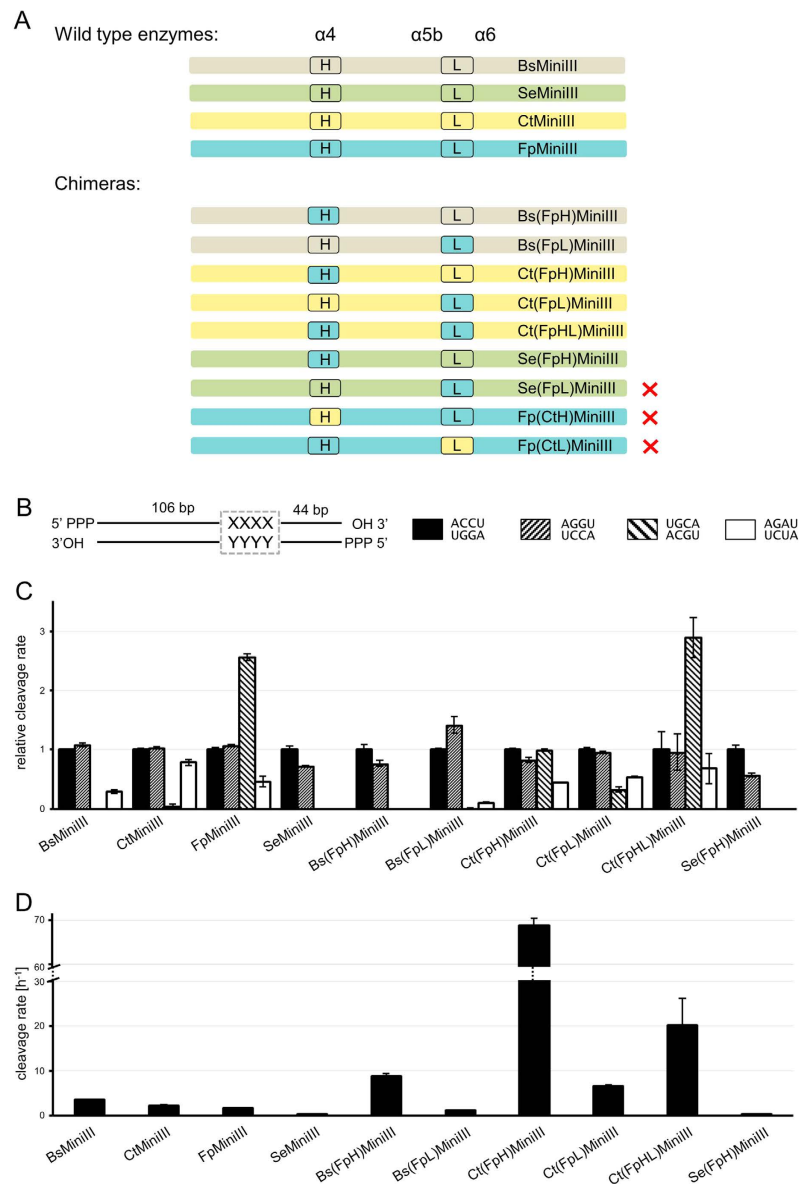 A
Wild type enzymes: α4 α5b α6
H L BsMiniIII
H L SeMiniIII
H L CtMiniIII
H L FpMiniIII
Chimeras:
H L Bs(FpH)MiniIII
H L Bs(FpL)MiniIII
H L Ct(FpH)MiniIII
H L Ct(FpL)MiniIII
H L Ct(FpHL)MiniIII
H L Se(FpH)MiniIII
H L Se(FpL)MiniIII
H L Fp(CtH)MiniIII
H L Fp(CtL)MiniIII
B
106 bp 44 bp
5' PPP XXXX OH 3'
3'OH YYYY PPP 5'
ACCU AGGU UGCA AGAU
UGGA UCCA ACGU UCUA
C
relative cleavage rate
3
2
1
0
BsMiniIII
CtMiniIII
FpMiniIII
SeMiniIII
Bs(FpH)MiniIII
Bs(FpL)MiniIII
Ct(FpH)MiniIII
Ct(FpL)MiniIII
Ct(FpHL)MiniIII
Se(FpH)MiniIII
D
cleavage rate [h⁻¹]
70
60
30
20
10
0
BsMiniIII
CtMiniIII
FpMiniIII
SeMiniIII
Bs(FpH)MiniIII
Bs(FpL)MiniIII
Ct(FpH)MiniIII
Ct(FpL)MiniIII
Ct(FpHL)MiniIII
Se(FpH)MiniIII